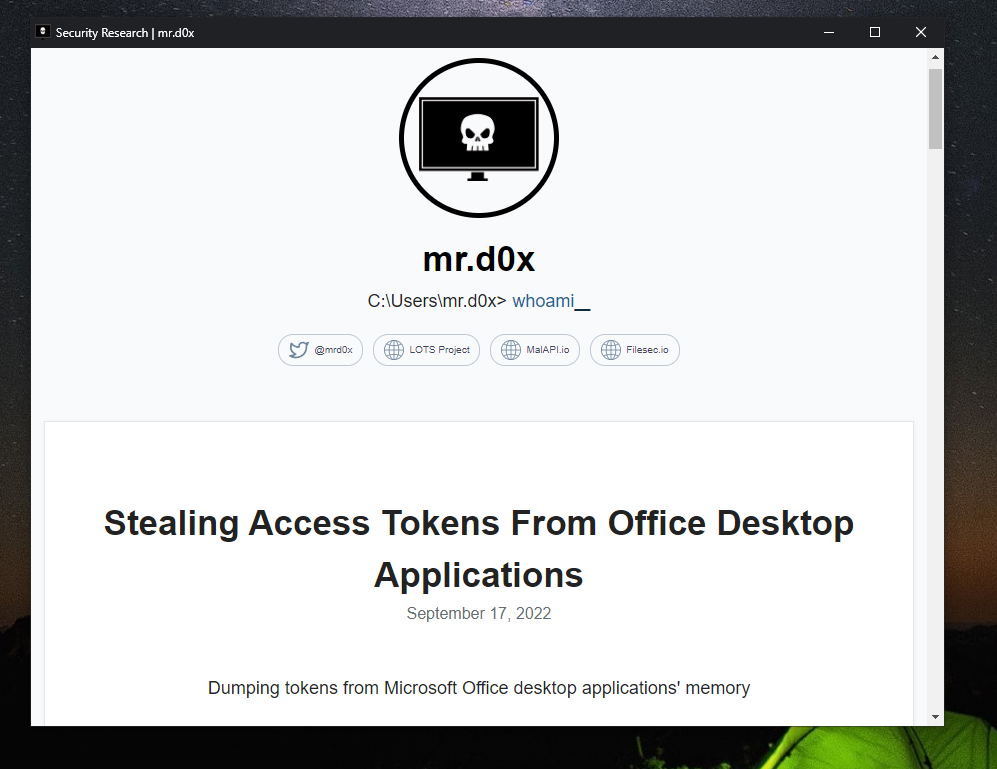 Security Research | mr.d0x
mr.d0x
C:\Users\mr.d0x> whoami_
@mrd0x
LOTS Project
MalAPI.io
Filesec.io
Stealing Access Tokens From Office Desktop
Applications
September 17, 2022
Dumping tokens from Microsoft Office desktop applications' memory